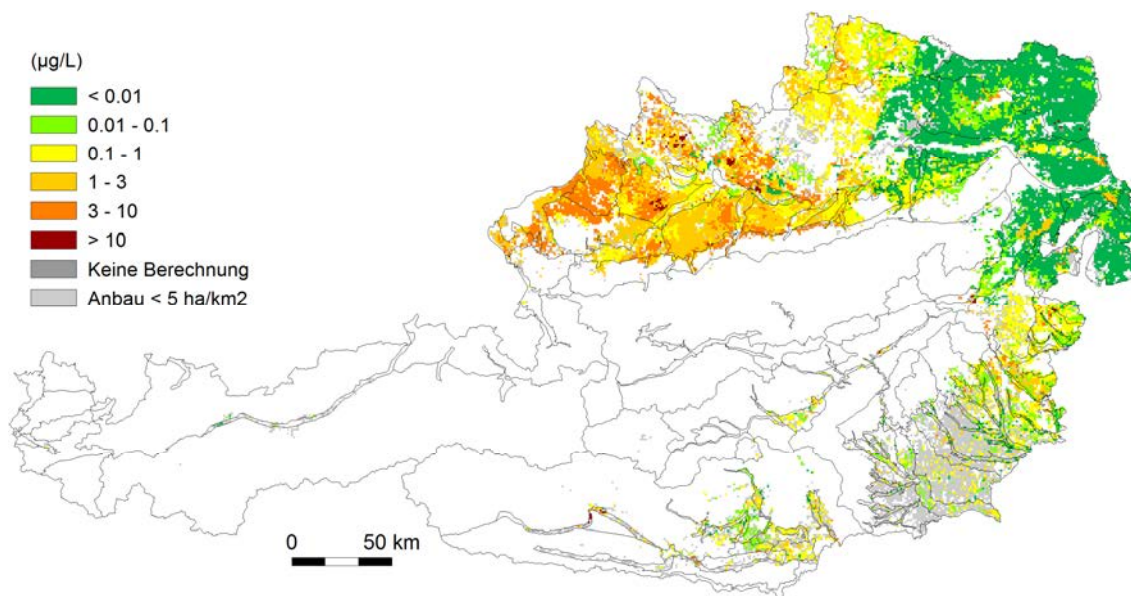 (µg/L)
< 0.01
0.01 - 0.1
0.1 - 1
1 - 3
3 - 10
> 10
Keine Berechnung
Anbau < 5 ha/km2
0 50 km